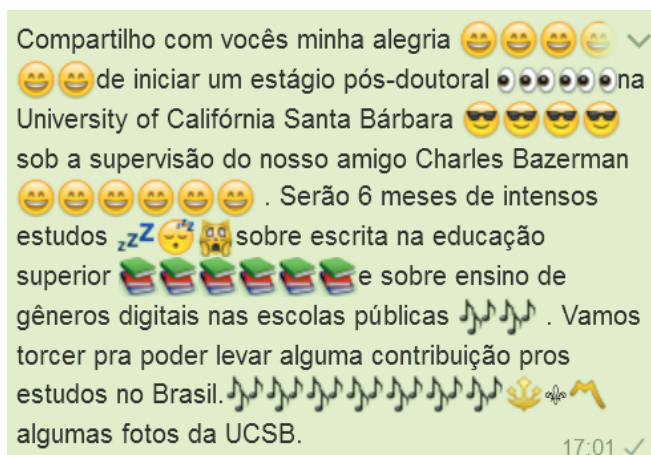 Compartilho com vocês minha alegria 😄😄😄😄
😄😄de iniciar um estágio pós-doutoral 👀👀👀na
University of Califórnia Santa Bárbara 😎😎😎😎
sob a supervisão do nosso amigo Charles Bazerman
😄😄😄😄😄😄 . Serão 6 meses de intensos
estudos 💤😴🙀sobre escrita na educação
superior 📚📚📚📚📚📚e sobre ensino de
gêneros digitais nas escolas públicas 🎶🎶 . Vamos
torcer pra poder levar alguma contribuição pros
estudos no Brasil.🎶🎶🎶🎶🎶🎶🎶🔱⚜〽
algumas fotos da UCSB.
17:01